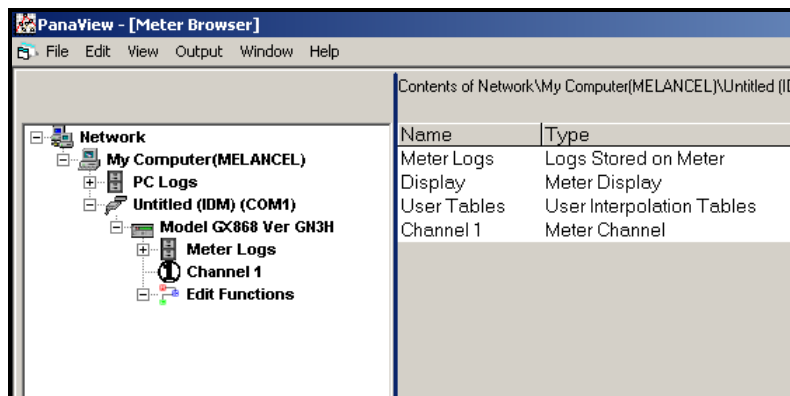 PanaView - [Meter Browser]
File Edit View Output Window Help
Contents of Network\My Computer(MELANCEL)\Untitled (I
Network
My Computer(MELANCEL)
PC Logs
Untitled (IDM) (COM1)
Model GX868 Ver GN3H
Meter Logs
1 Channel 1
Edit Functions
Name Type
Meter Logs Logs Stored on Meter
Display Meter Display
User Tables User Interpolation Tables
Channel 1 Meter Channel